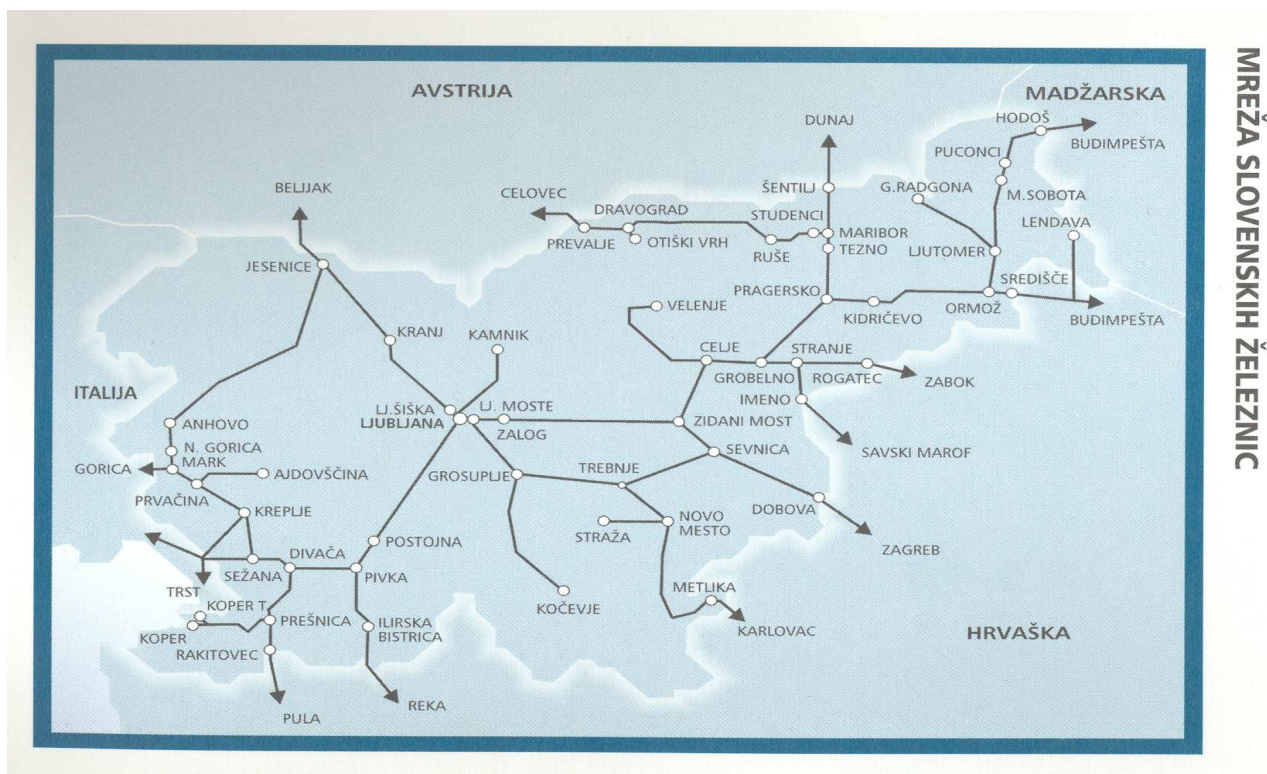 MREŽA SLOVENSKIH ŽELEZNIC
AVSTRIJA
MADŽARSKA
HODOŠ
DUNAJ
BUDIMPEŠTA
PUCONCI
BELJAK
CELOVEC
ŠENTILJ
G.RADGONA
M.SOBOTA
DRAVOGRAD
STUDENCI
LENDAVA
PREVALJE
OTIŠKI VRH
RUŠE
MARIBOR
TEZNO
LJUTOMER
JESENICE
SREDIŠČE
PRAGERSKO
VELENJE
KIDRIČEVO
ORMOŽ
BUDIMPEŠTA
KRANJ
KAMNIK
CELJE
STRANJE
GROBELNO
ROGATEC
ZABOK
ITALIJA
IMENO
LJ.ŠIŠKA
LJ. MOSTE
LJUBLJANA
ANHOVO
ZALOG
ZIDANI MOST
N. GORICA
SEVNICA
SAVSKI MAROF
GORICA
MARK
AJDOVŠČINA
GROSUPLJE
TREBNJE
PRVAČINA
KREPLJE
DOBOVA
NOVO
MESTO
STRAŽA
POSTOJNA
ZAGREB
DIVAČA
SEŽANA
PIVKA
TRST
METLIKA
KOPER T.
KOČEVJE
PREŠNICA
ILIRSKA
BISTRICA
KARLOVAC
HRVAŠKA
KOPER
RAKITOVEC
PULA
REKA